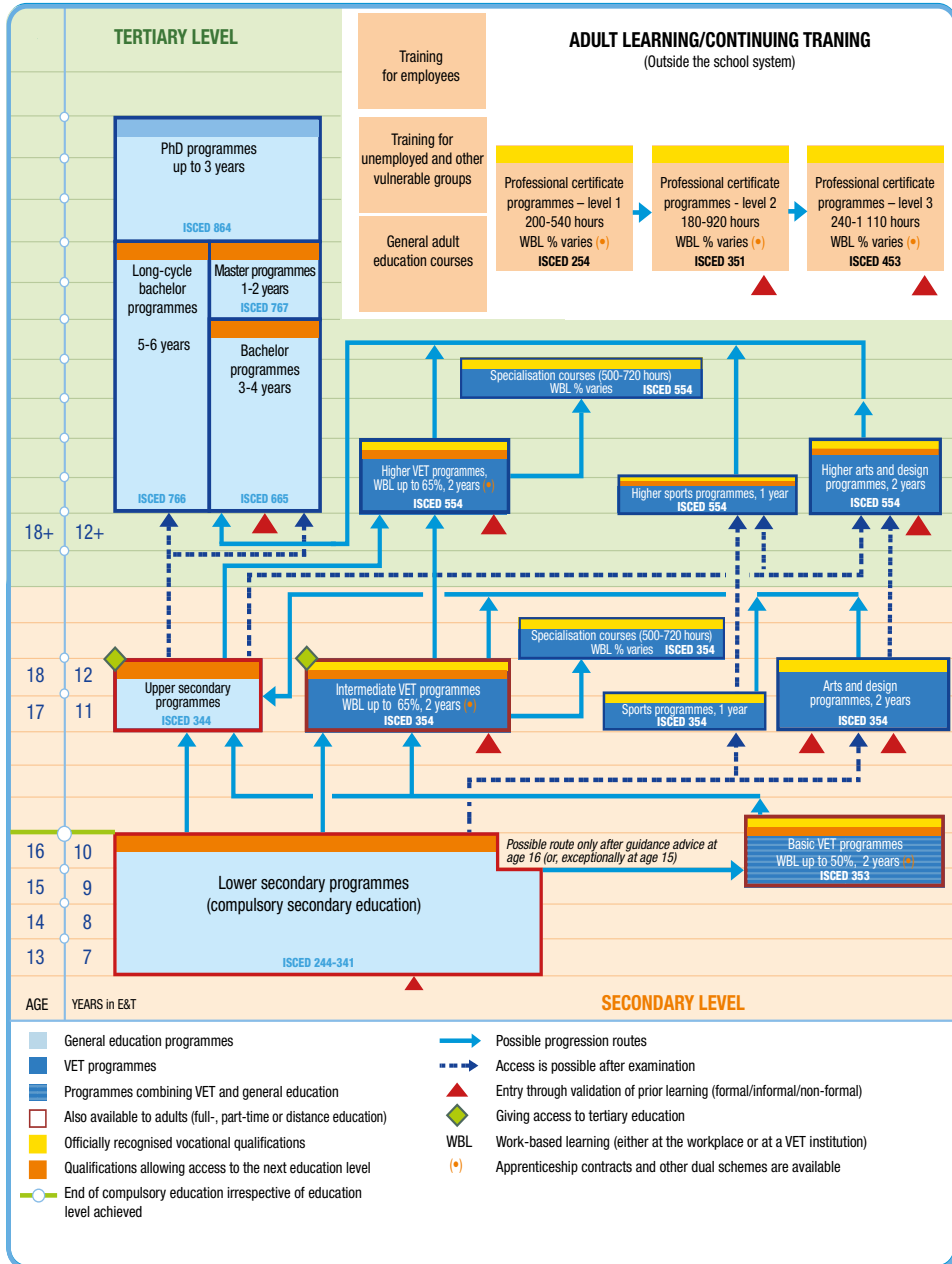 TERTIARY LEVEL
ADULT LEARNING/CONTINUING TRANING
(Outside the school system)
Training
for employees
Training for
unemployed and other
vulnerable groups
General adult
education courses
Professional certificate
programmes – level 1
200-540 hours
WBL % varies (•)
ISCED 254
Professional certificate
programmes - level 2
180-920 hours
WBL % varies (•)
ISCED 351
Professional certificate
programmes – level 3
240-1 110 hours
WBL % varies (•)
ISCED 453
PhD programmes
up to 3 years
ISCED 864
Long-cycle
bachelor
programmes
5-6 years
ISCED 766
Master programmes
1-2 years
ISCED 767
Bachelor
programmes
3-4 years
ISCED 665
Specialisation courses (500-720 hours)
WBL % varies ISCED 554
Higher VET programmes,
WBL up to 65%, 2 years (•)
ISCED 554
Higher sports programmes, 1 year
ISCED 554
Higher arts and design
programmes, 2 years
ISCED 554
18+ 12+
Specialisation courses (500-720 hours)
WBL % varies ISCED 354
18 12
17 11
Upper secondary
programmes
ISCED 344
Intermediate VET programmes
WBL up to 65%, 2 years (•)
ISCED 354
Sports programmes, 1 year
ISCED 354
Arts and design
programmes, 2 years
ISCED 354
16 10
15 9
14 8
13 7
Lower secondary programmes
(compulsory secondary education)
ISCED 244-341
Possible route only after guidance advice at
age 16 (or, exceptionally at age 15)
Basic VET programmes
WBL up to 50%, 2 years (•)
ISCED 353
AGE YEARS in E&T
SECONDARY LEVEL
General education programmes
VET programmes
Programmes combining VET and general education
Also available to adults (full-, part-time or distance education)
Officially recognised vocational qualifications
Qualifications allowing access to the next education level
End of compulsory education irrespective of education
level achieved
Possible progression routes
Access is possible after examination
Entry through validation of prior learning (formal/informal/non-formal)
Giving access to tertiary education
WBL Work-based learning (either at the workplace or at a VET institution)
(•) Apprenticeship contracts and other dual schemes are available